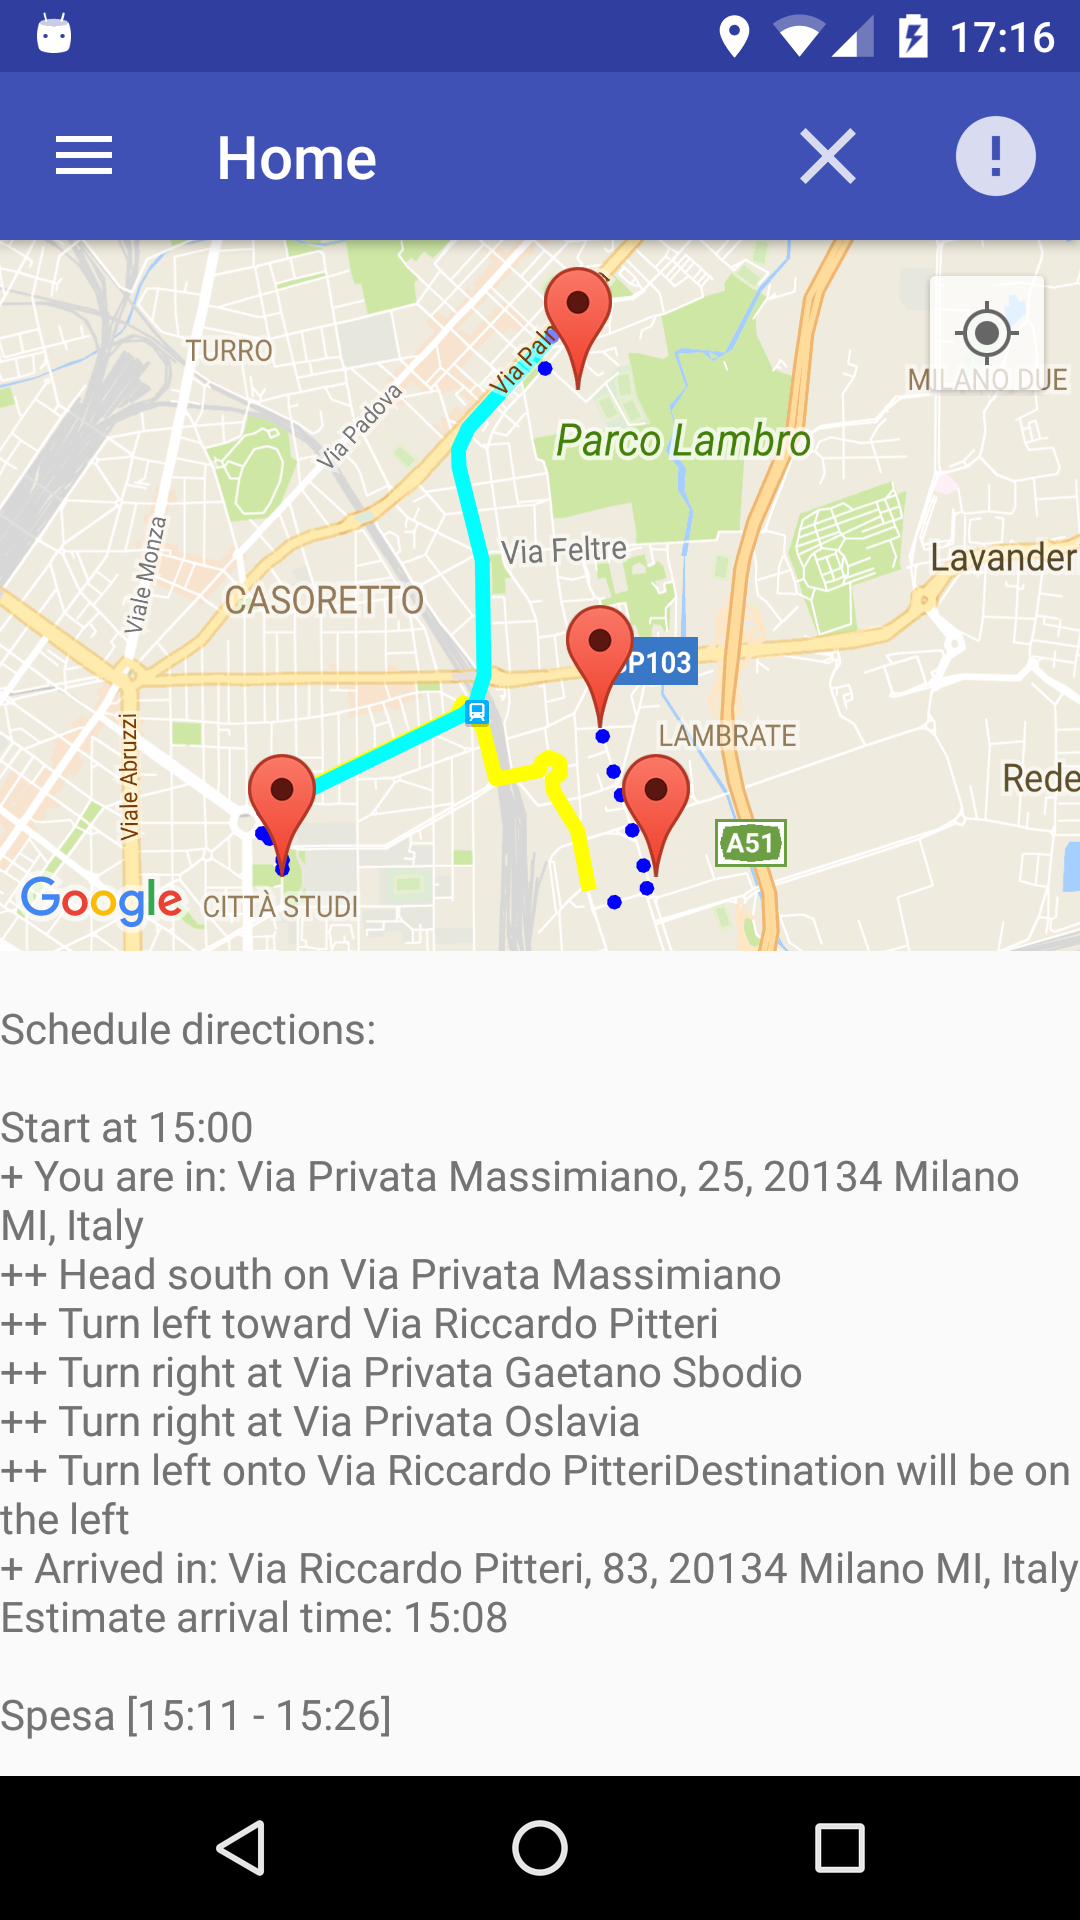 17:16
Home
TURRO
Via Padova
MILANO DUE
Parco Lambro
Viale Monza
Via Feltre
Lavander
CASORETTO
P103
LAMBRATE
Viale Abruzzi
Rede
A51
Google
CITTÀ STUDI
Schedule directions:
Start at 15:00
+ You are in: Via Privata Massimiano, 25, 20134 Milano
MI, Italy
++ Head south on Via Privata Massimiano
++ Turn left toward Via Riccardo Pitteri
++ Turn right at Via Privata Gaetano Sbodio
++ Turn right at Via Privata Oslavia
++ Turn left onto Via Riccardo PitteriDestination will be on
the left
+ Arrived in: Via Riccardo Pitteri, 83, 20134 Milano MI, Italy
Estimate arrival time: 15:08
Spesa [15:11 - 15:26]